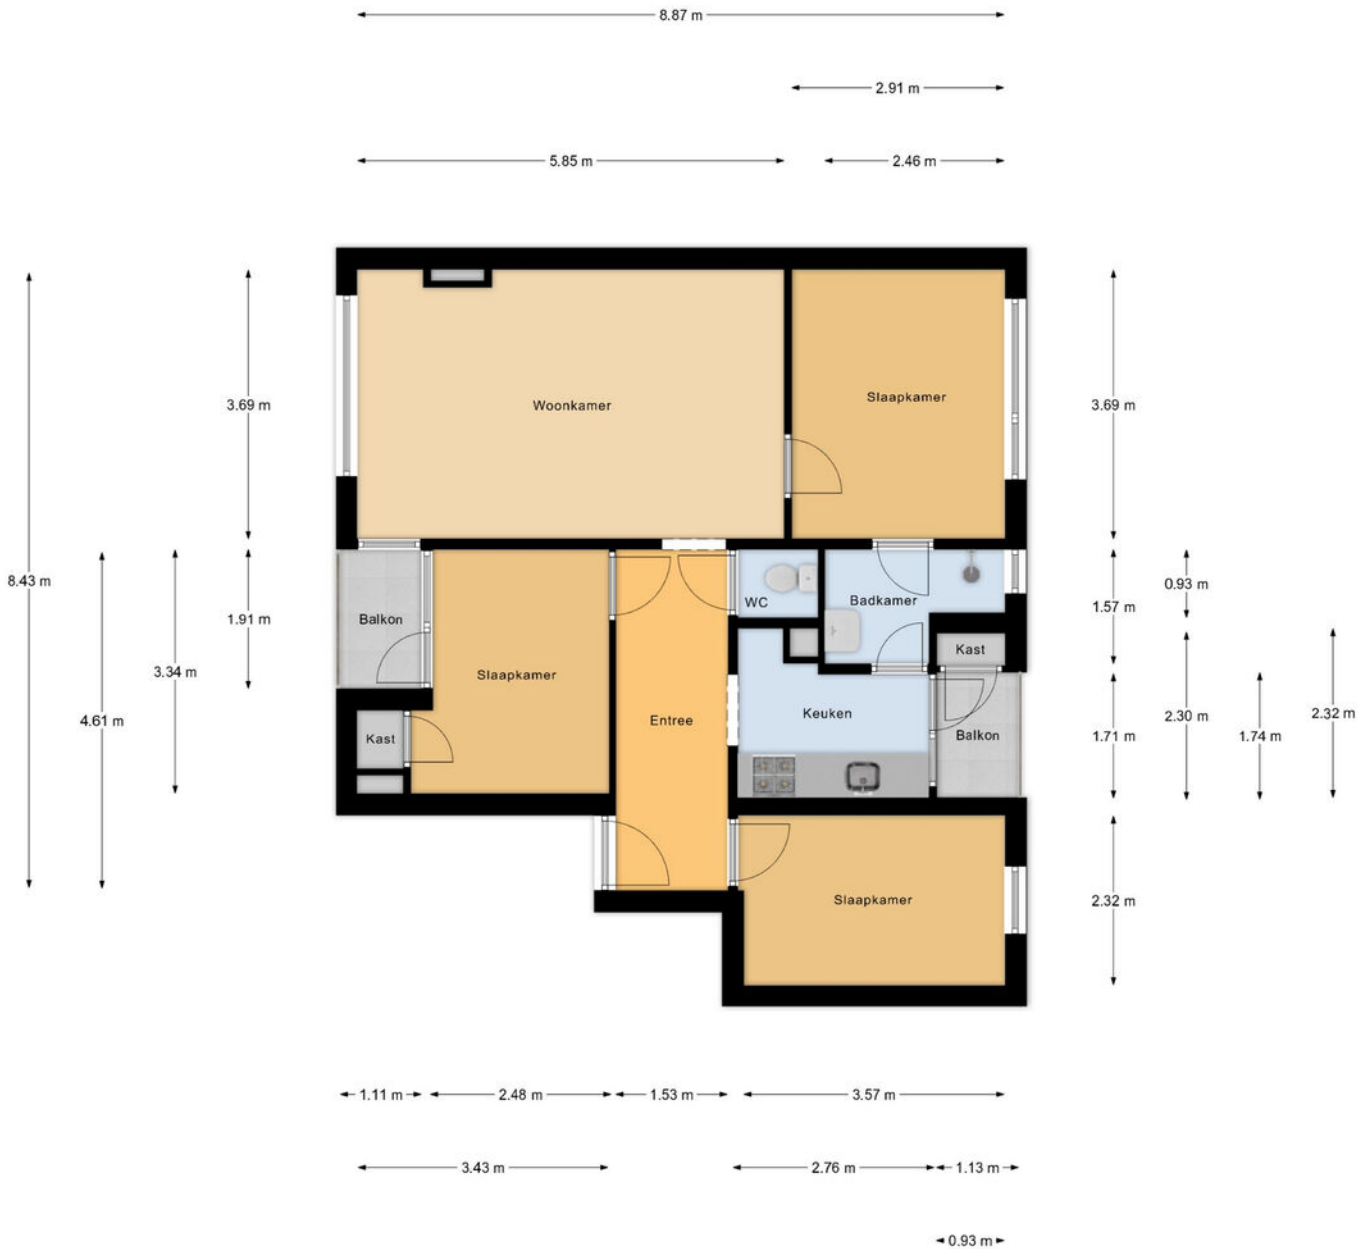 8.87 m
2.91 m
5.85 m
2.46 m
3.69 m
Woonkamer
Slaapkamer
3.69 m
8.43 m
4.61 m
3.34 m
1.91 m
Balkon
Slaapkamer
Kast
Entree
WC
Badkamer
Kast
Keuken
Balkon
0.93 m
1.57 m
1.71 m
2.30 m
1.74 m
2.32 m
Slaapkamer
2.32 m
1.11 m
2.48 m
1.53 m
3.57 m
3.43 m
2.76 m
1.13 m
0.93 m